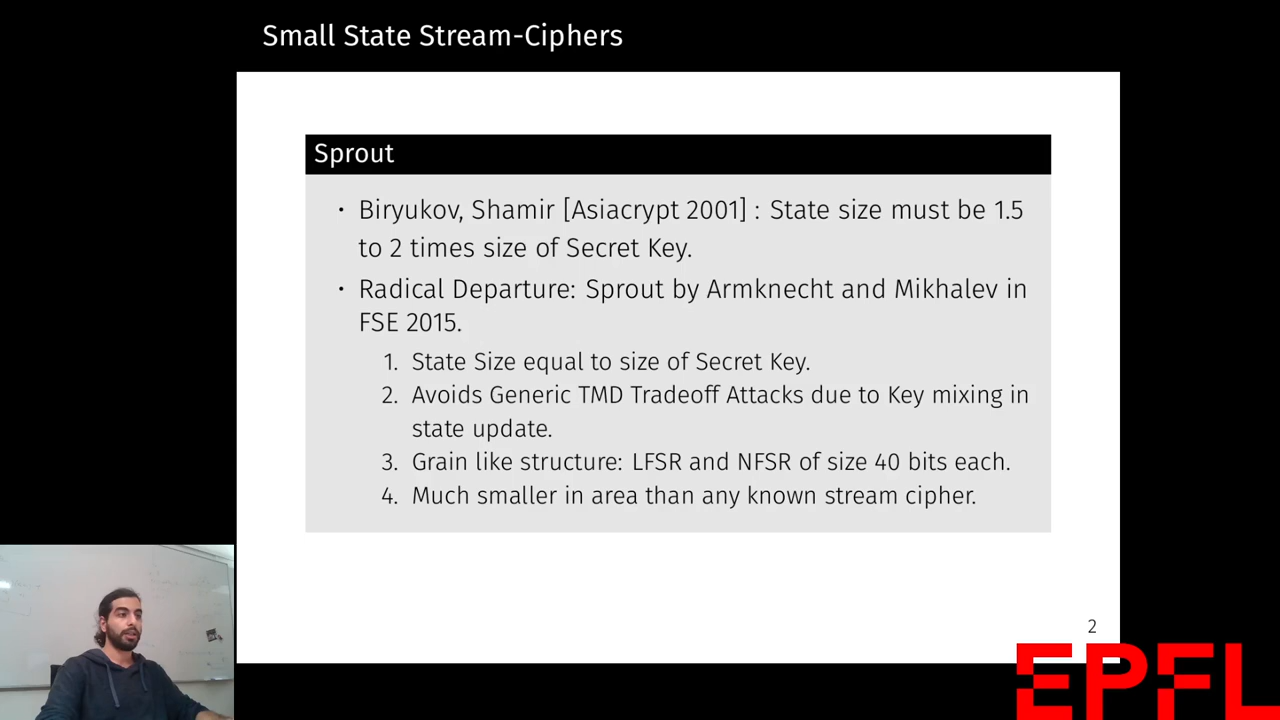 Small State Stream-Ciphers
Sprout
• Biryukov, Shamir [Asiacrypt 2001] : State size must be 1.5
to 2 times size of Secret Key.
• Radical Departure: Sprout by Armknecht and Mikhalev in
FSE 2015.
1. State Size equal to size of Secret Key.
2. Avoids Generic TMD Tradeoff Attacks due to Key mixing in
state update.
3. Grain like structure: LFSR and NFSR of size 40 bits each.
4. Much smaller in area than any known stream cipher.
2
EPFL